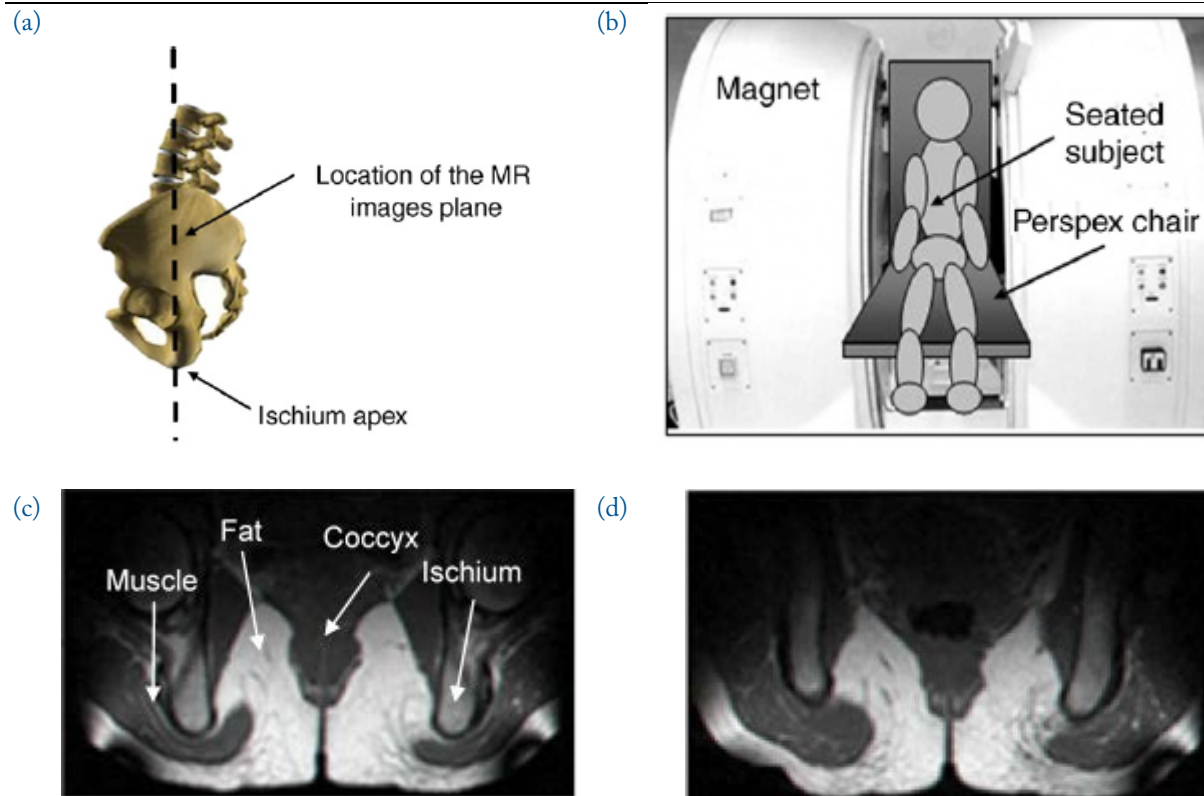 (a)
Location of the MR
images plane
Ischium apex
(b)
Magnet
Seated
subject
Perspex chair
(c)
Fat
Coccyx
Ischium
Muscle
(d)